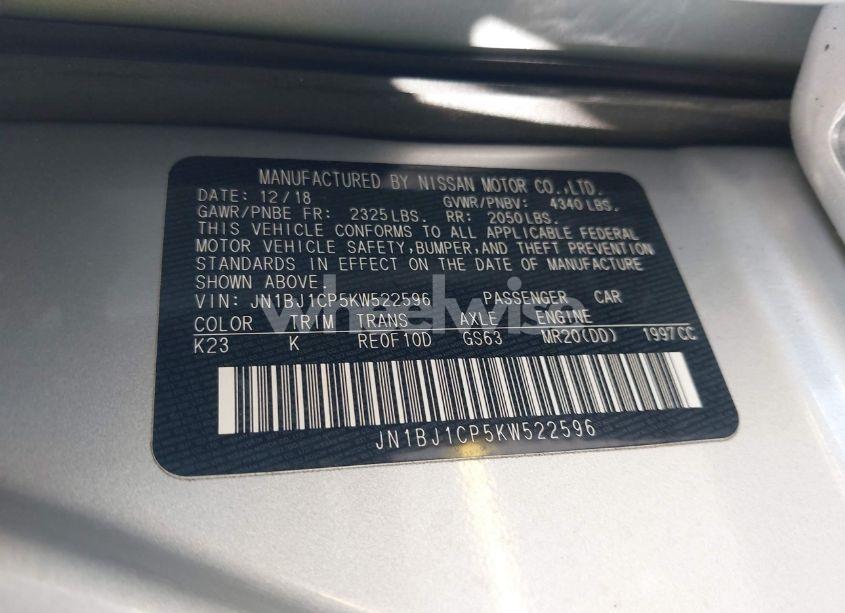 MANUFACTURED BY NISSAN MOTOR CO.,LTD.
DATE: 12/18 GVWR/PNBV: 4340 LBS.
GAWR/PNBE FR: 2325 LBS. RR: 2050 LBS.
THIS VEHICLE CONFORMS TO ALL APPLICABLE FEDERAL
MOTOR VEHICLE SAFETY,BUMPER,AND THEFT PREVENTION
STANDARDS IN EFFECT ON THE DATE OF MANUFACTURE
SHOWN ABOVE.
VIN: JN1BJ1CP5KW522596 PASSENGER CAR
wheelwise
COLOR TRIM TRANS AXLE ENGINE
K23 K RE0F10D GS63 MR20(DD) 1997CC
JN1BJ1CP5KW522596